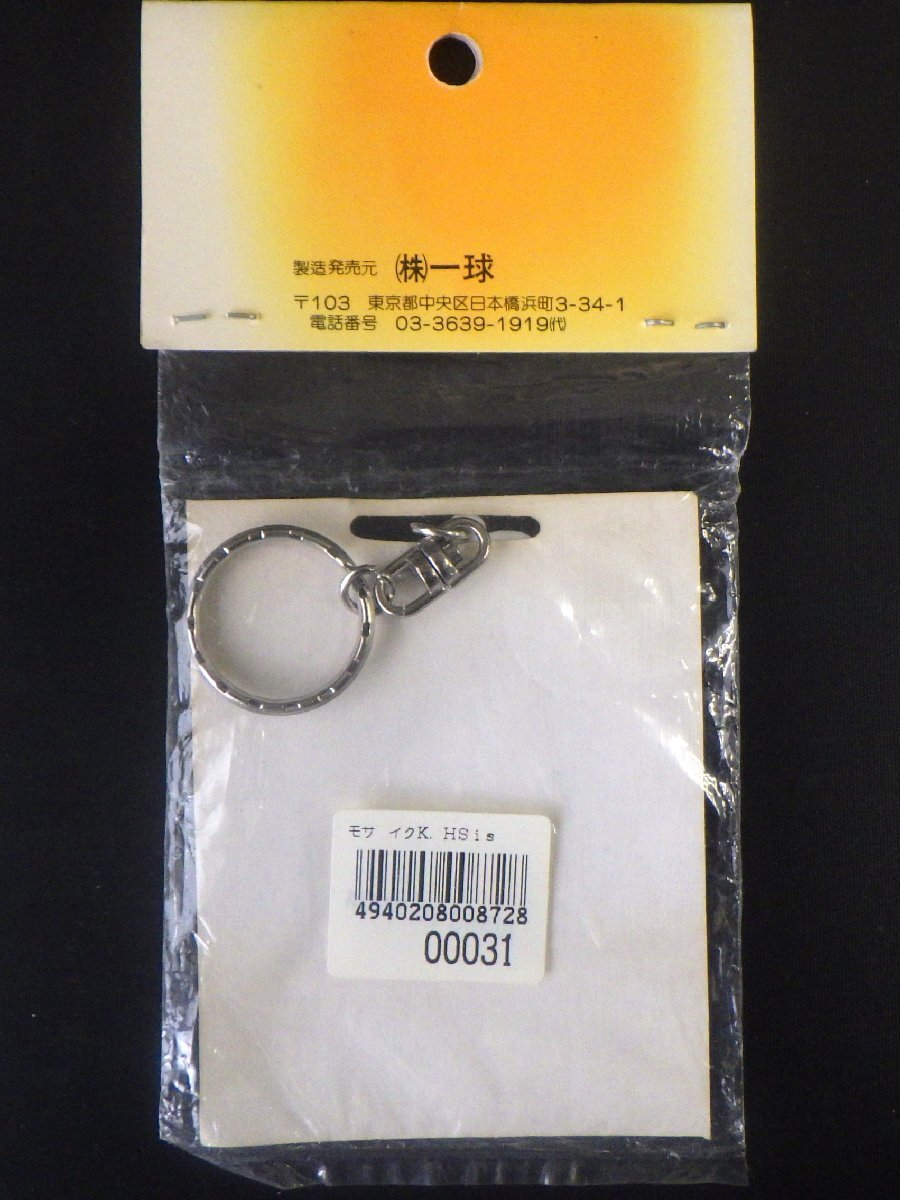 製造発売元 ㈱一球
〒103 東京都中央区日本橋浜町3-34-1
電話番号 03-3639-1919㈹
モサ イクK. HSis
4940208008728
00031